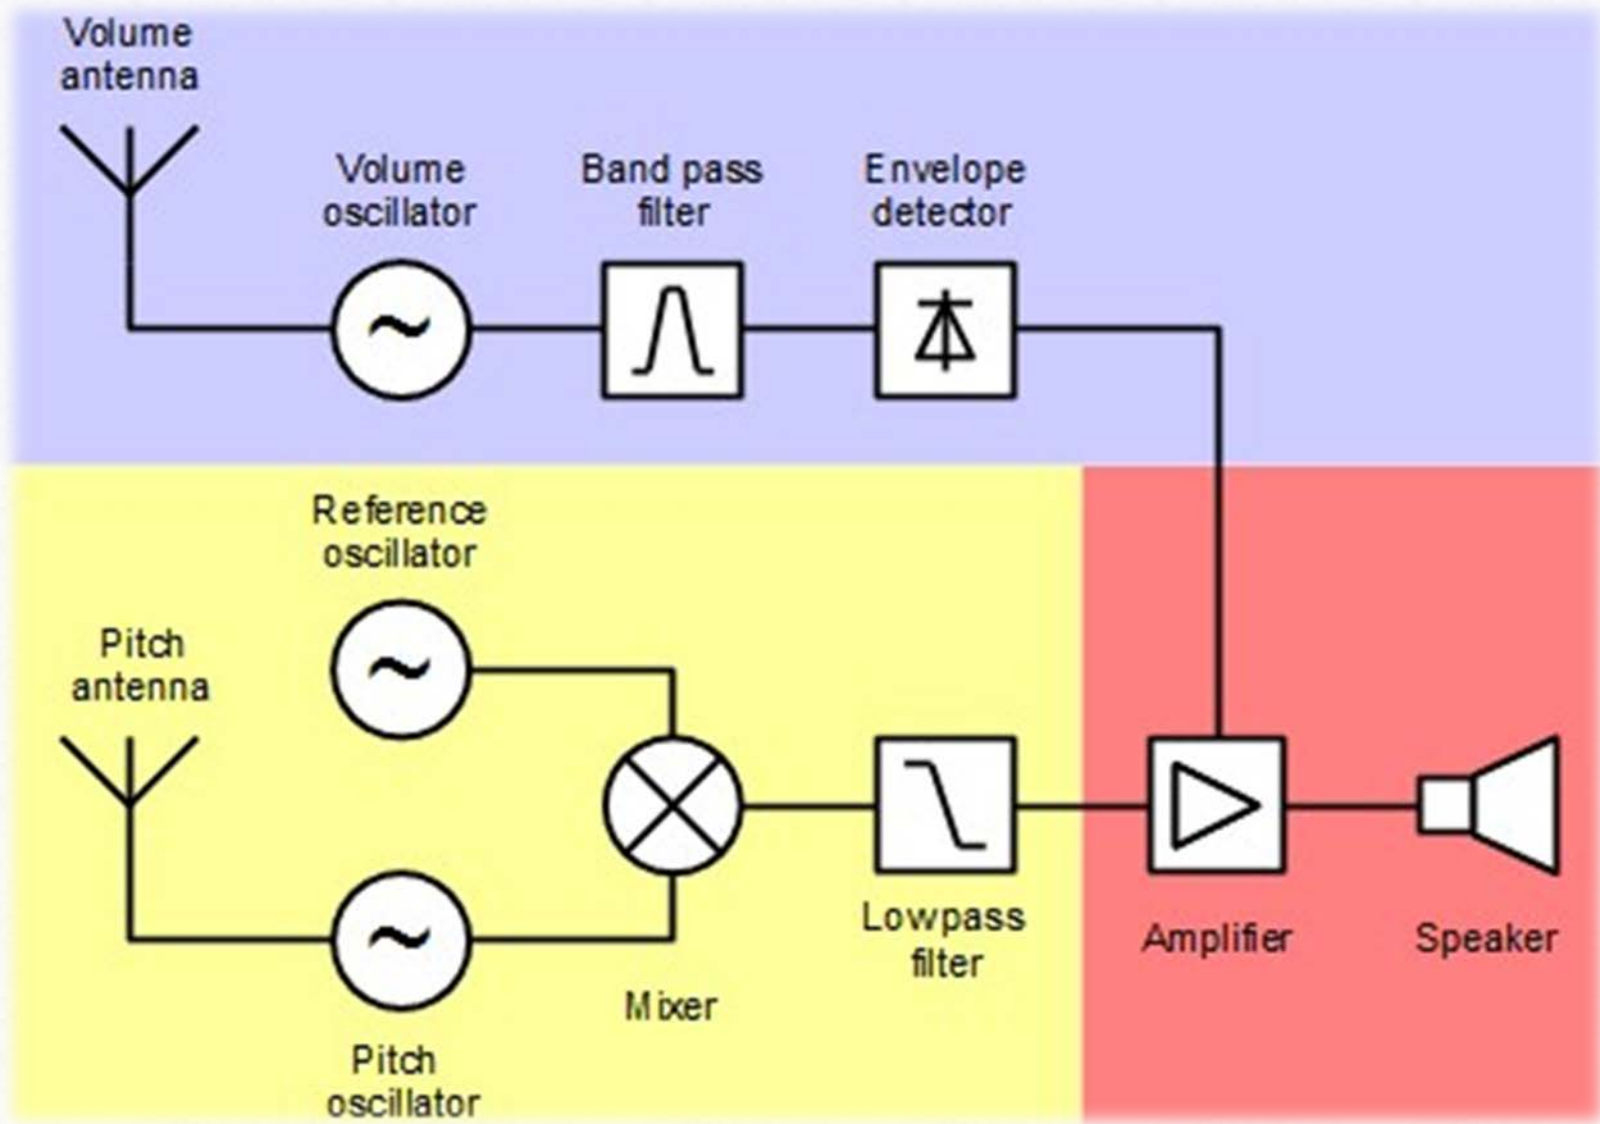 Volume
antenna
Volume
oscillator
Band pass
filter
Envelope
detector
Reference
oscillator
Pitch
antenna
Lowpass
filter
Amplifier
Speaker
Mixer
Pitch
oscillator